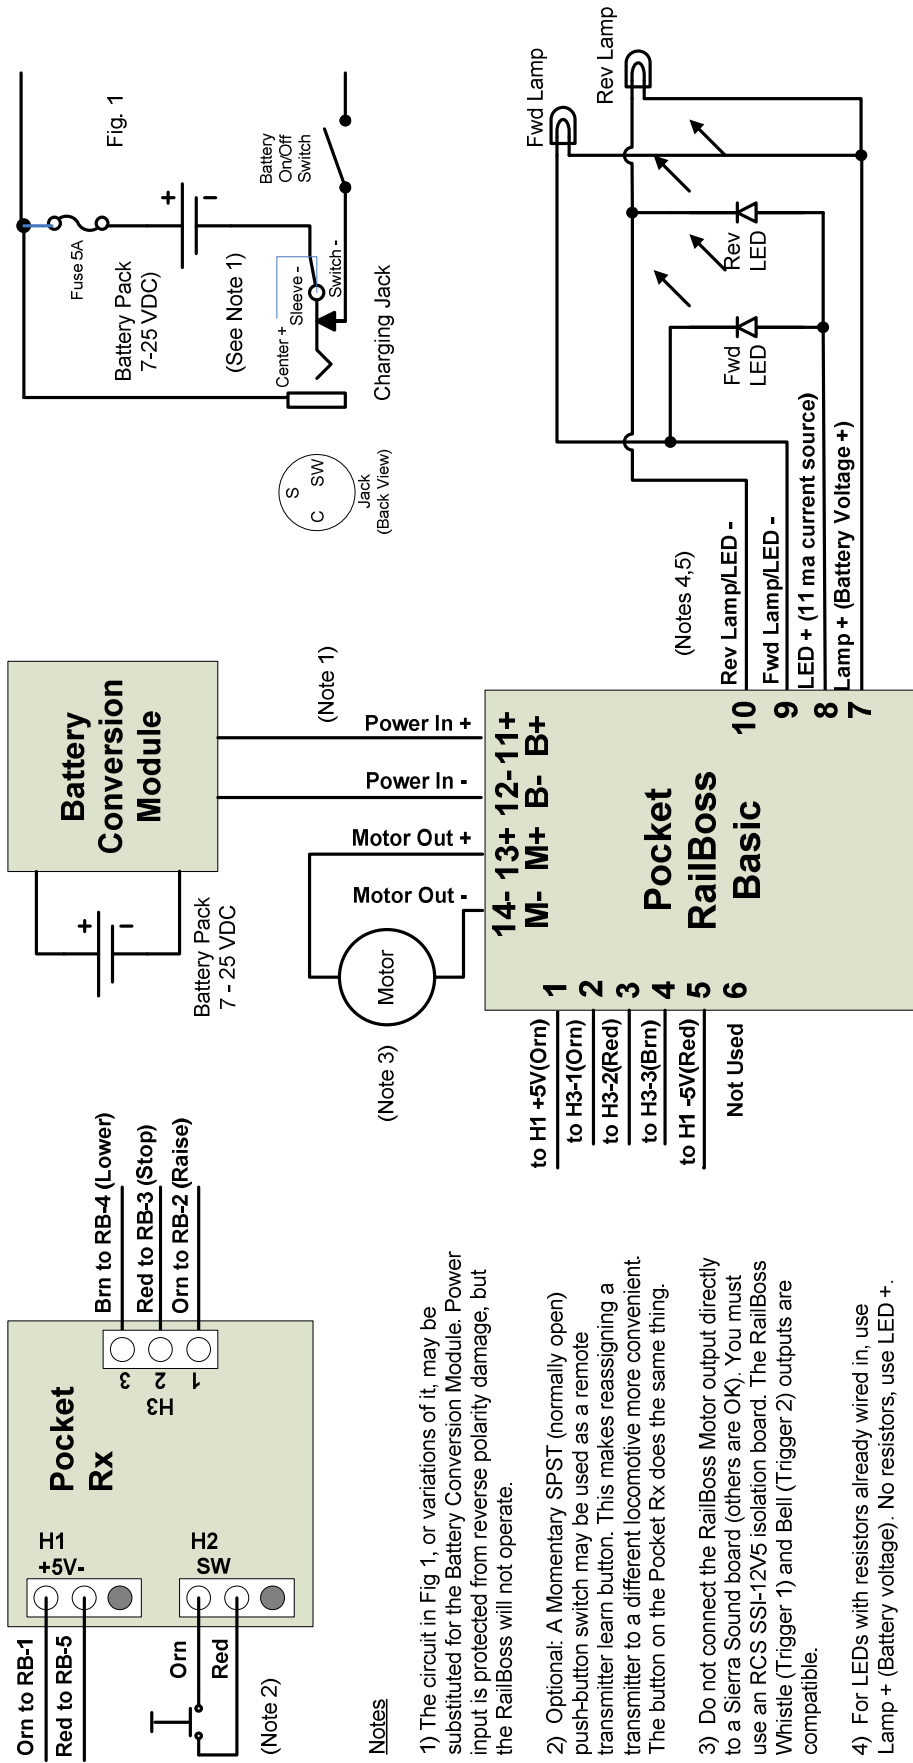 Orn to RB-1
Red to RB-5
H1
+5V-
H2
SW
Orn
Red
(Note 2)
Pocket
Rx
H3
3
2
1
Brn to RB-4 (Lower)
Red to RB-3 (Stop)
Orn to RB-2 (Raise)
Notes
1) The circuit in Fig 1, or variations of it, may be
substituted for the Battery Conversion Module. Power
input is protected from reverse polarity damage, but
the RailBoss will not operate.
2) Optional: A Momentary SPST (normally open)
push-button switch may be used as a remote
transmitter learn button. This makes reassigning a
transmitter to a different locomotive more convenient.
The button on the Pocket Rx does the same thing.
3) Do not connect the RailBoss Motor output directly
to a Sierra Sound board (others are OK). You must
use an RCS SSI-12V5 isolation board. The RailBoss
Whistle (Trigger 1) and Bell (Trigger 2) outputs are
compatible.
4) For LEDs with resistors already wired in, use
Lamp + (Battery voltage). No resistors, use LED +.
Battery Pack
7 - 25 VDC
+
-
Battery
Conversion
Module
(Note 1)
Power In +
Power In -
Motor Out +
Motor Out -
Motor
(Note 3)
14- 13+ 12- 11+
M- M+ B- B+
Pocket
RailBoss
Basic
to H1 +5V(Orn)
to H3-1(Orn)
to H3-2(Red)
to H3-3(Brn)
to H1 -5V(Red)
Not Used
1
2
3
4
5
6
10
9
8
7
(Notes 4,5)
Rev Lamp/LED -
Fwd Lamp/LED -
LED + (11 ma current source)
Lamp + (Battery Voltage +)
Fwd
LED
Rev
LED
Fwd Lamp
Rev Lamp
Fig. 1
Fuse 5A
Battery Pack
7-25 VDC)
+
-
(See Note 1)
Center +
Sleeve -
Switch -
Charging Jack
Battery
On/Off
Switch
S
C
SW
Jack
(Back View)